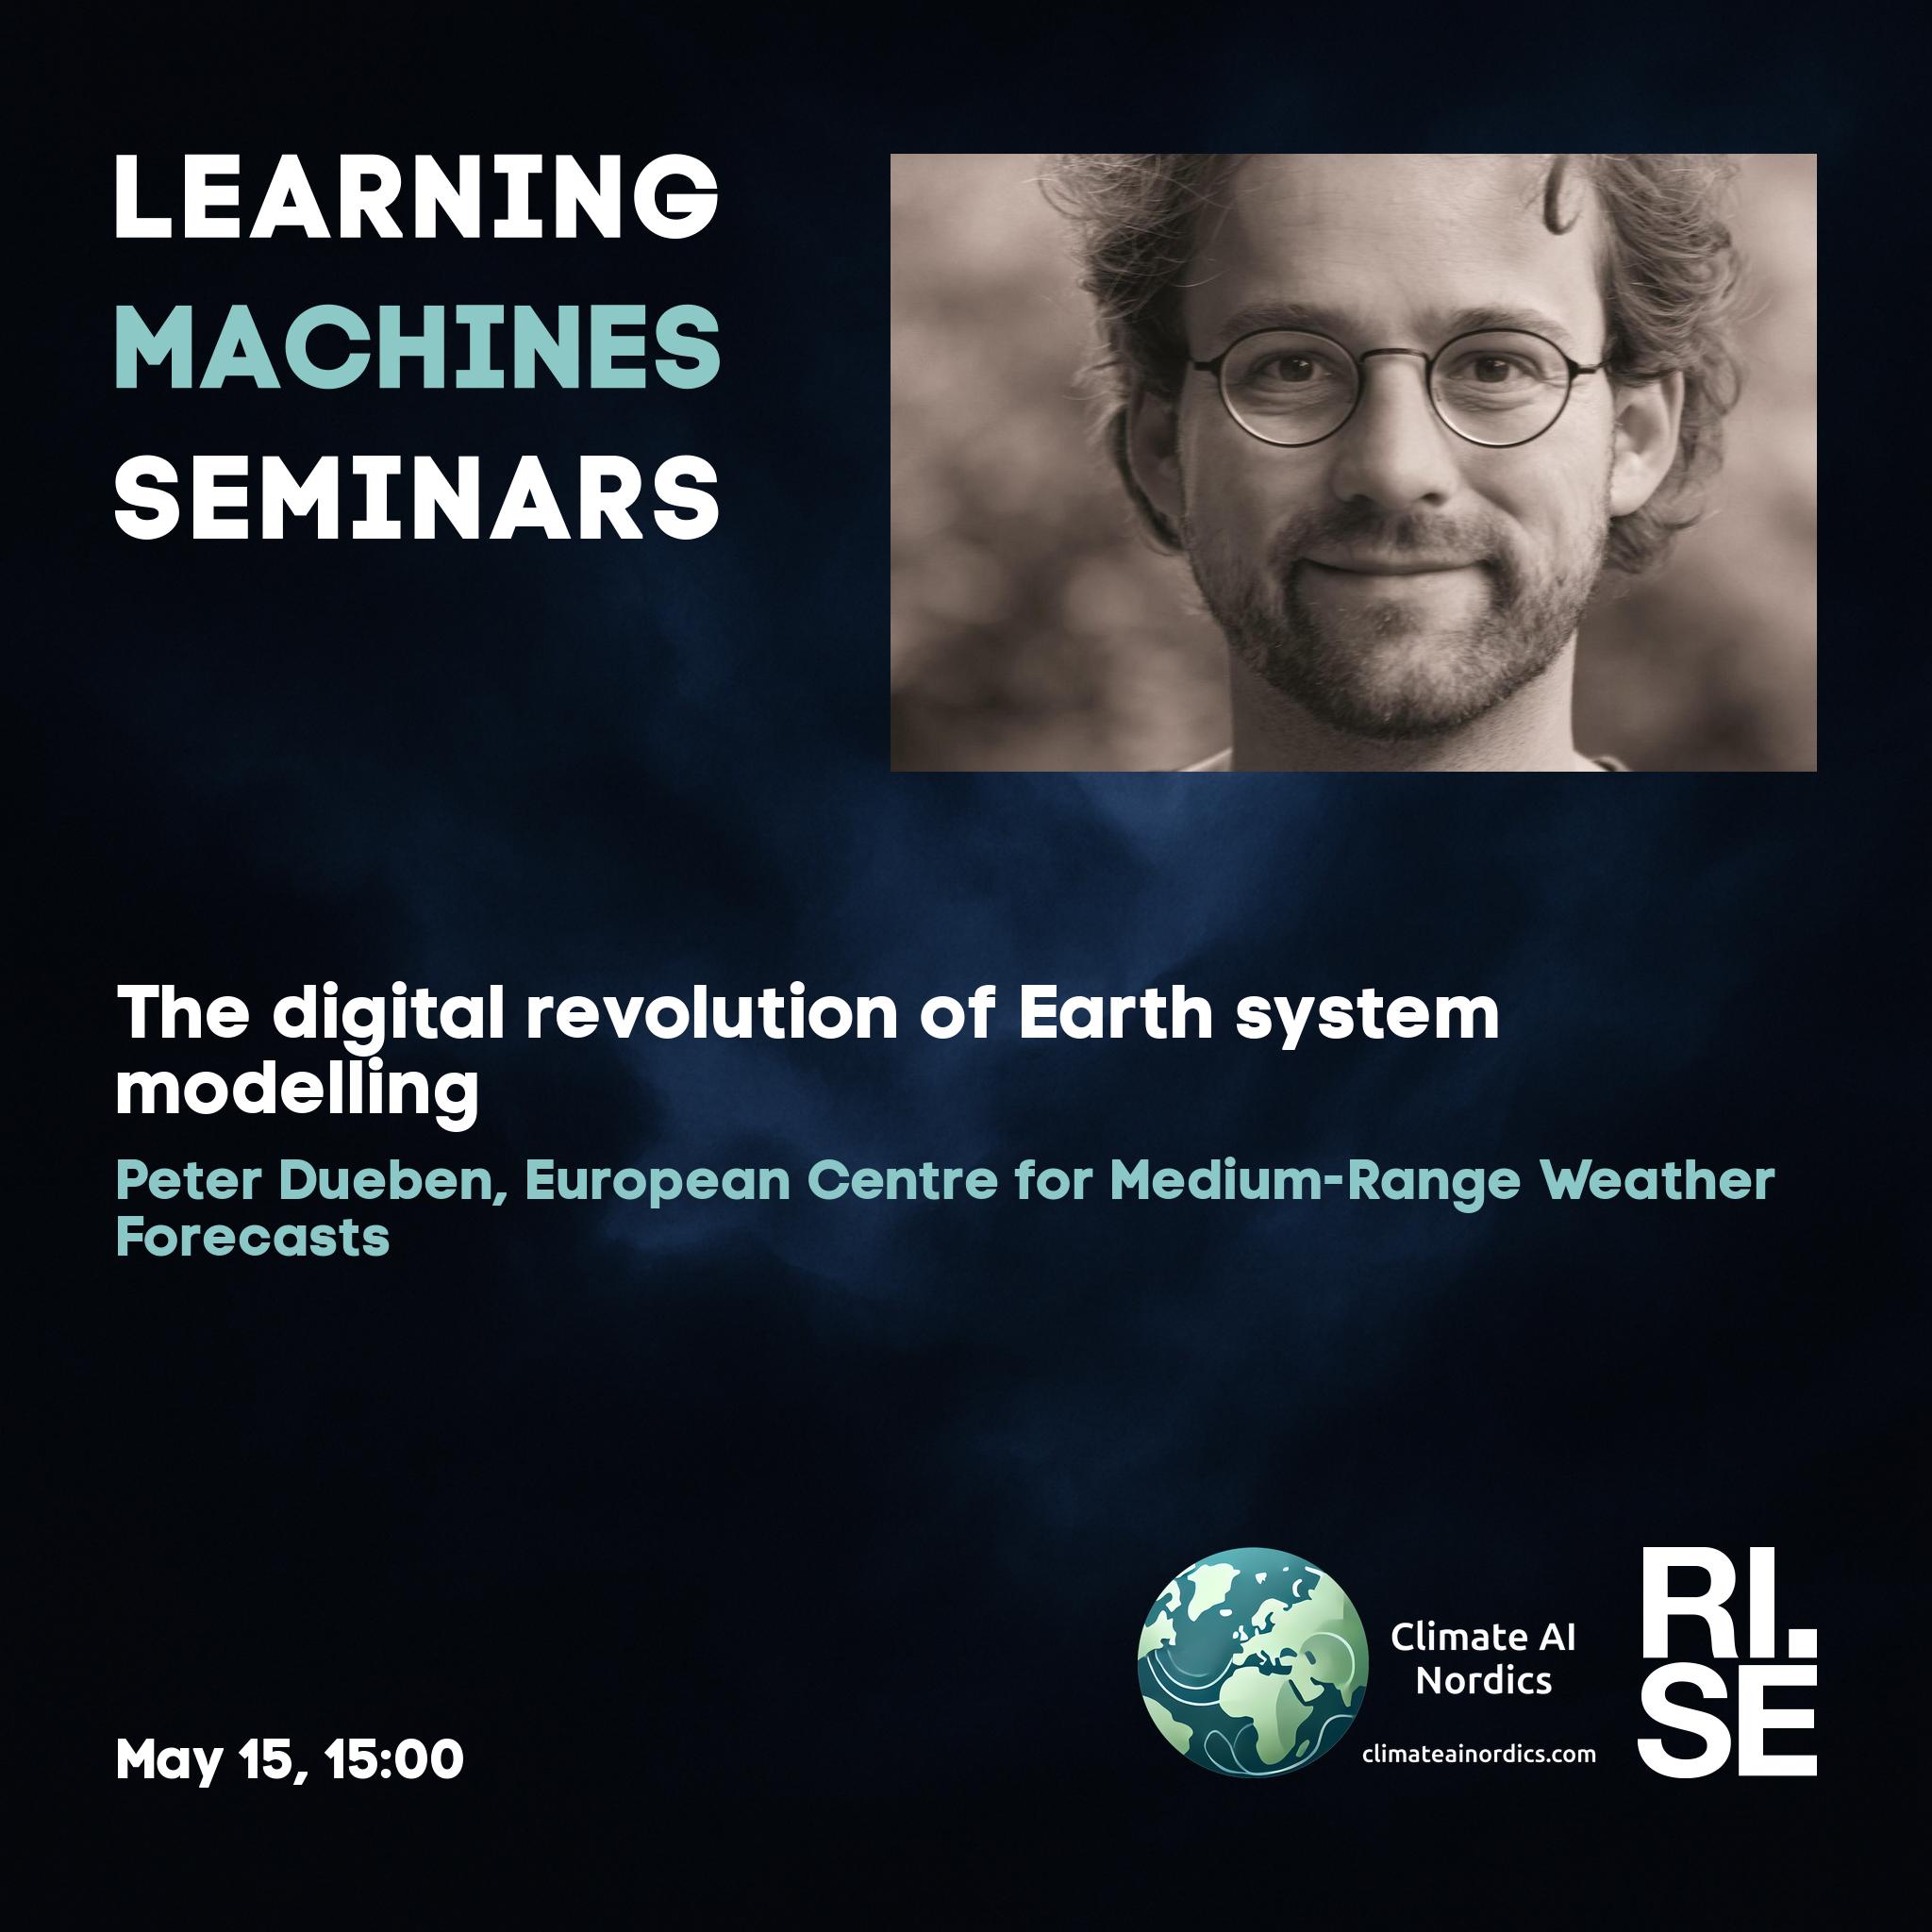 LEARNING
MACHINES
SEMINARS
The digital revolution of Earth system
modelling
Peter Dueben, European Centre for Medium-Range Weather
Forecasts
May 15, 15:00
Climate AI
Nordics
climateainordics.com
RI.
SE